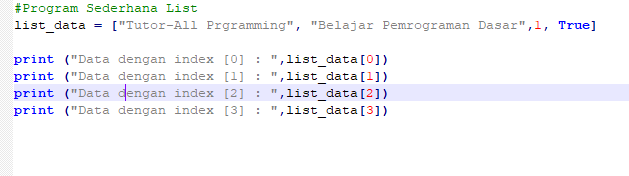 #Program Sederhana List
list_data = ["Tutor-All Prgramming", "Belajar Pemrograman Dasar",1, True]
print ("Data dengan index [0] : ",list_data[0])
print ("Data dengan index [1] : ",list_data[1])
print ("Data dengan index [2] : ",list_data[2])
print ("Data dengan index [3] : ",list_data[3])